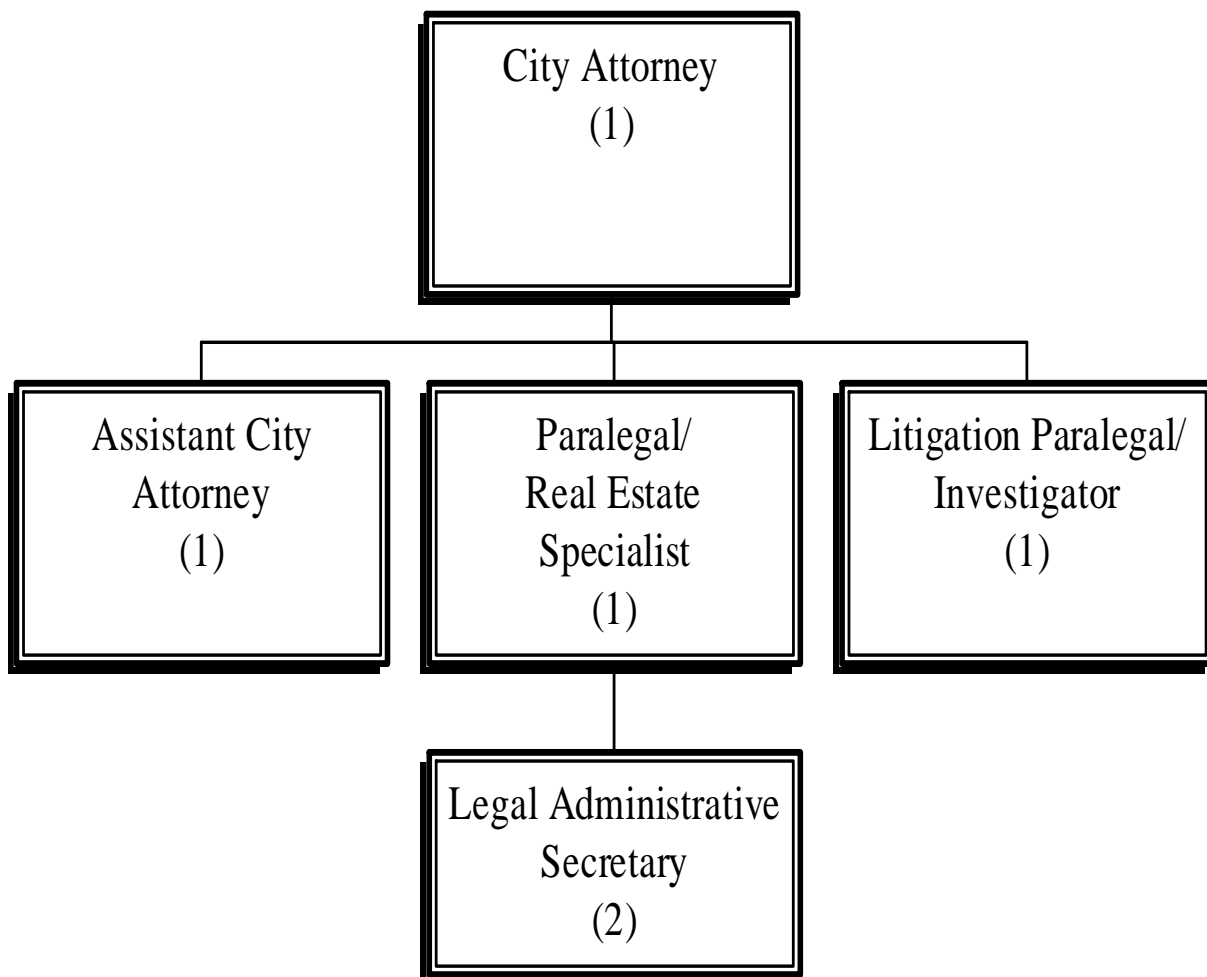 City Attorney
(1)
Assistant City
Attorney
(1)
Paralegal/
Real Estate
Specialist
(1)
Litigation Paralegal/
Investigator
(1)
Legal Administrative
Secretary
(2)